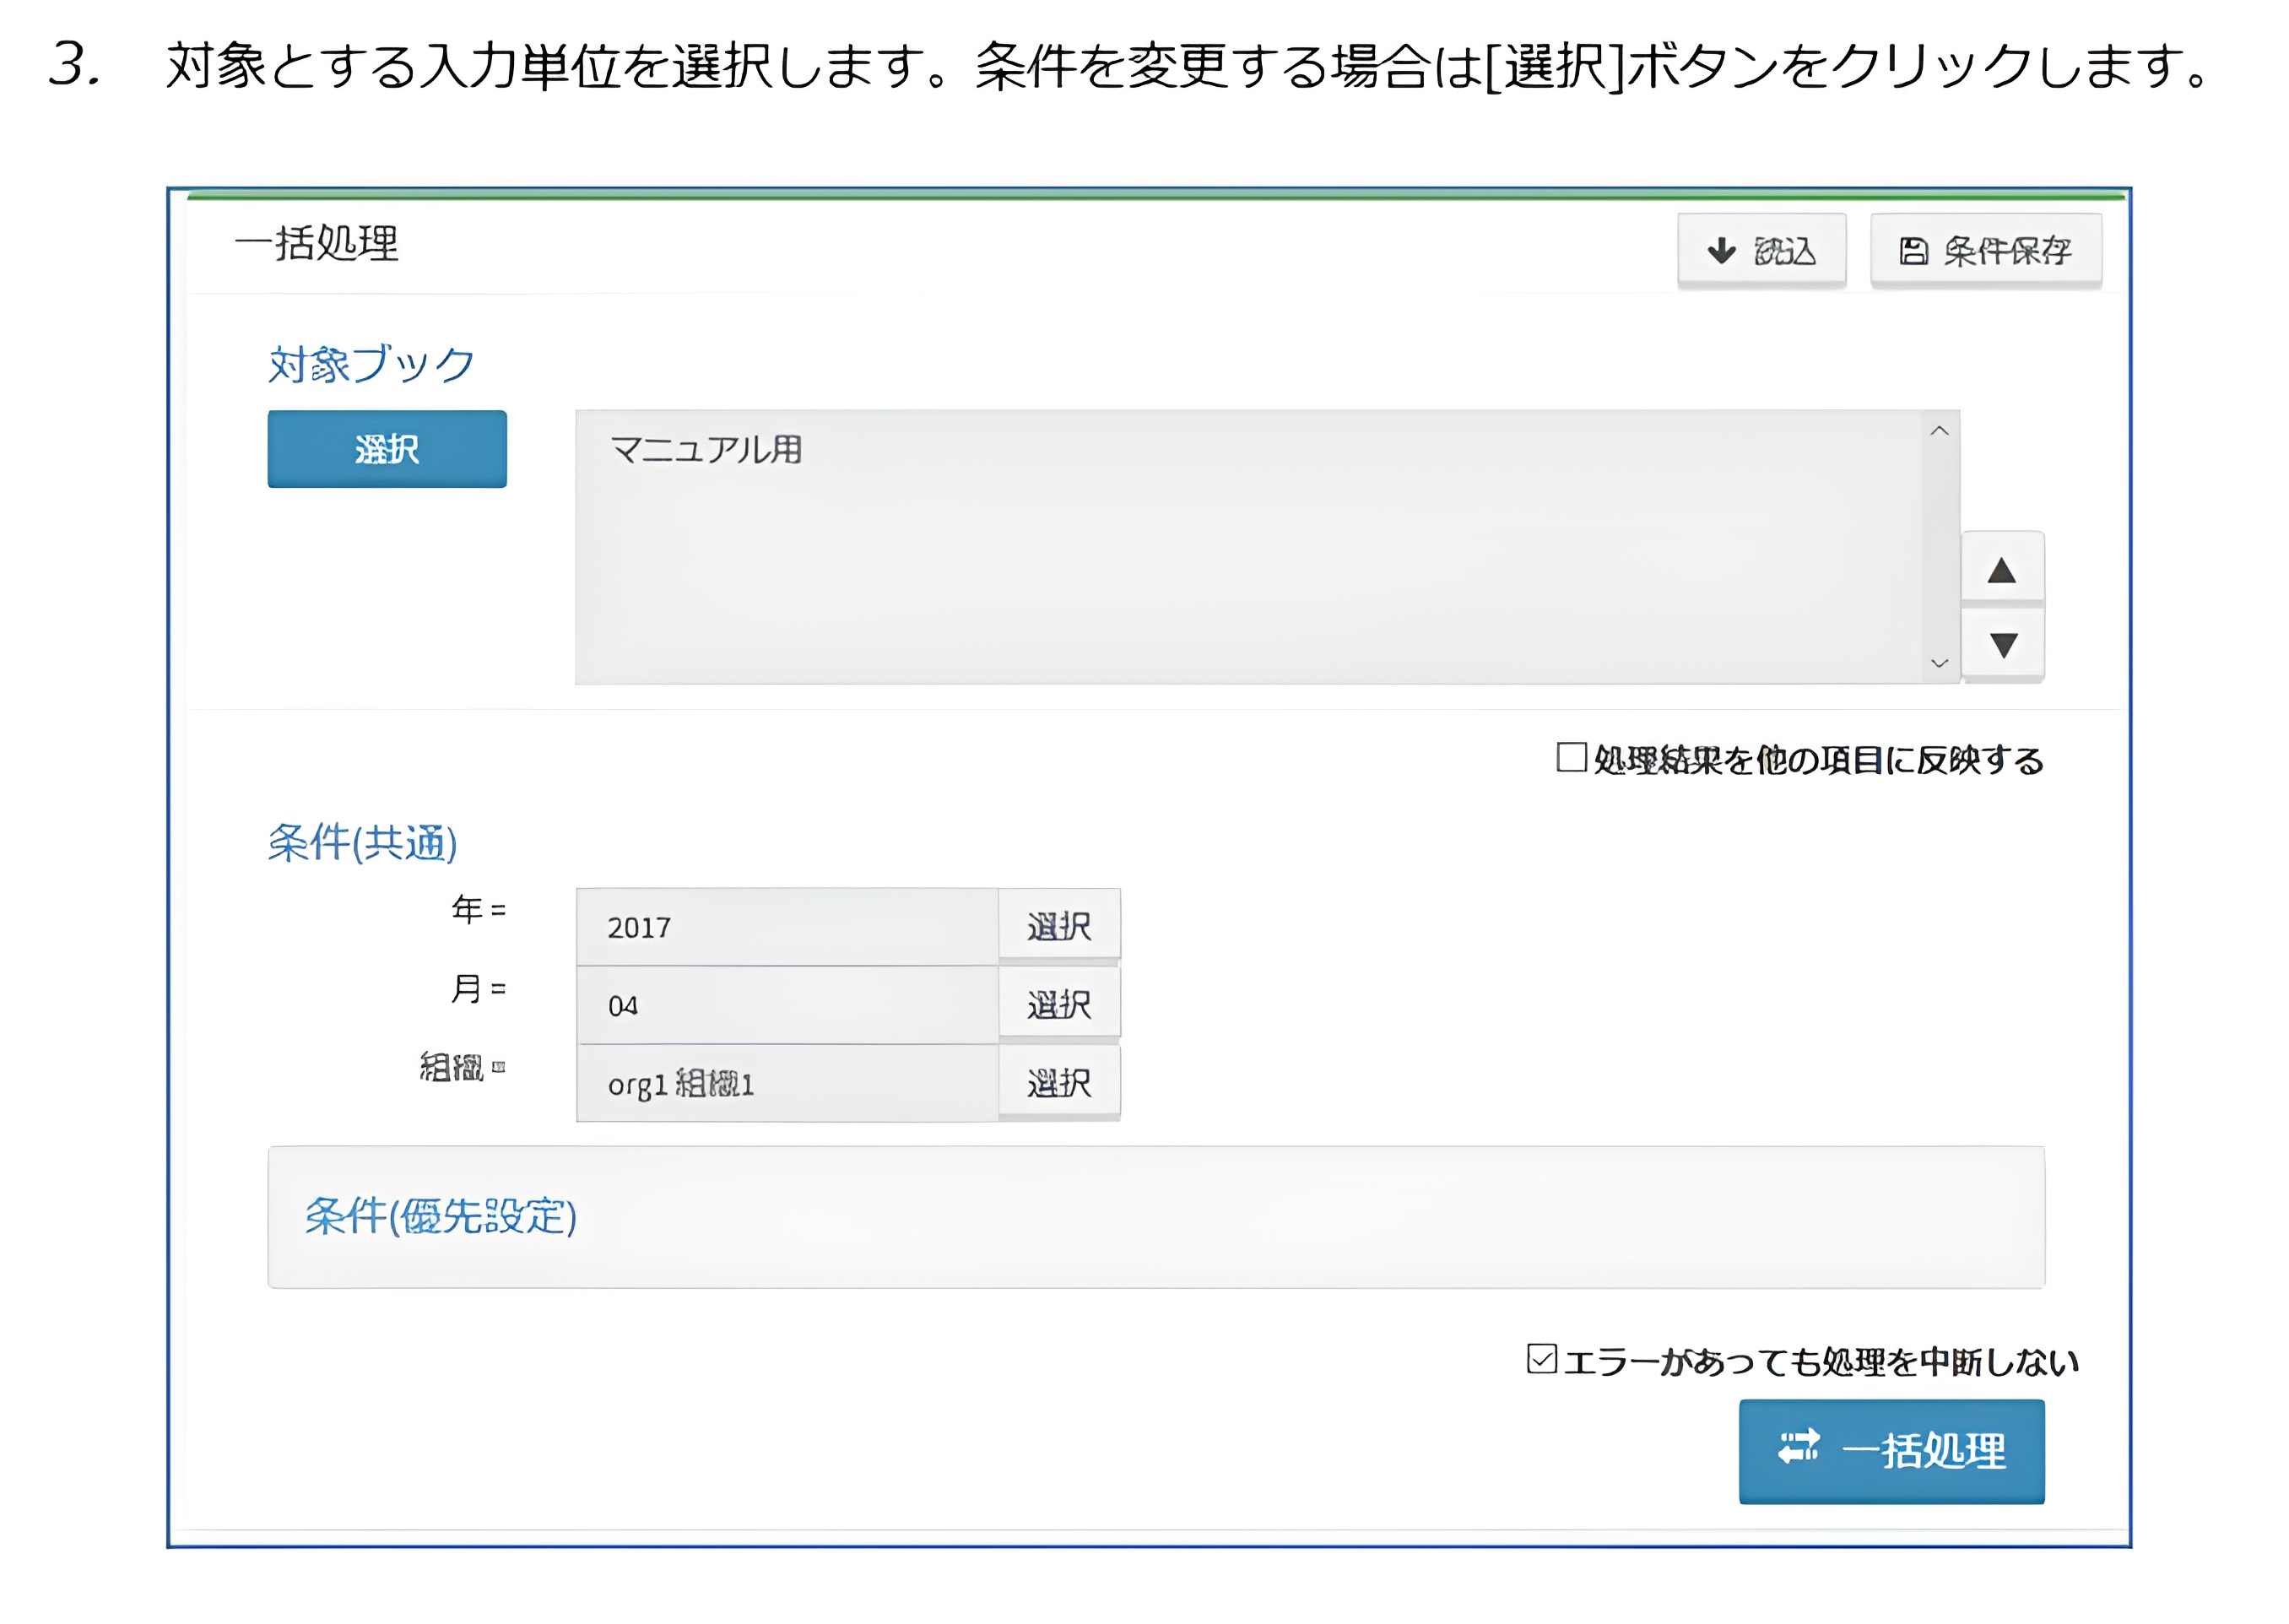 3. 対象とする入力単位を選択します。条件を変更する場合は[選択]ボタンをクリックします。
一括処理
読込
条件保存
対象ブック
選択
マニュアル用
処理結果を他の項目に反映する
条件(共通)
年 =
2017
選択
月 =
04
選択
組織 =
org1 組織1
選択
条件(優先設定)
エラーがあっても処理を中断しない
一括処理